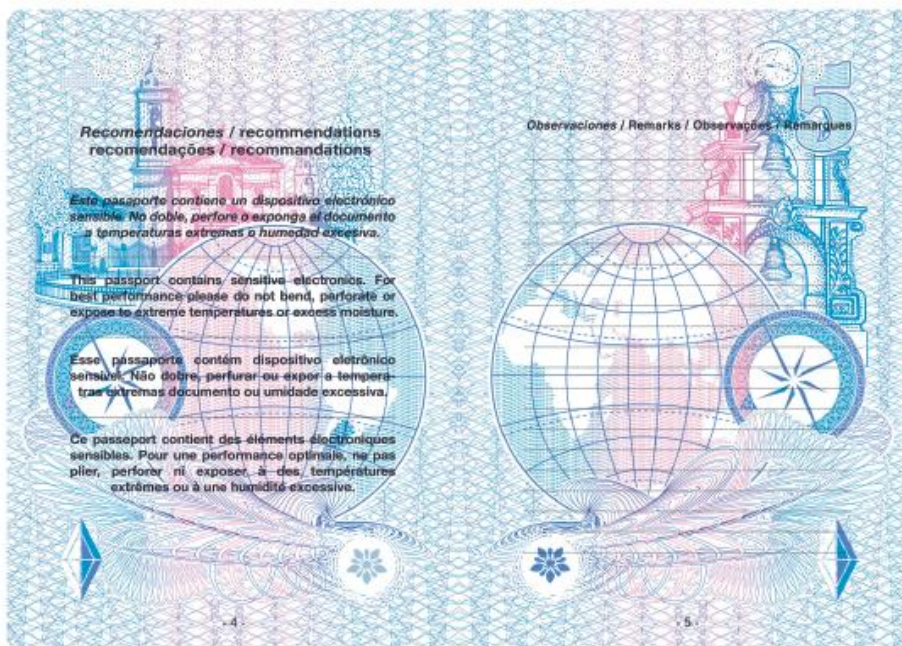 Recomendaciones / recommendations
recomendações / recommandations
Este pasaporte contiene un dispositivo electrónico
sensible. No doble, perfore o exponga el documento
a temperaturas extremas o humedad excesiva.
This passport contains sensitive electronics. For
best performance please do not bend, perforate or
expose to extreme temperatures or excess moisture.
Esse passaporte contém dispositivo eletrônico
sensível. Não dobre, perfurar ou expor a tempera-
tras extremas documento ou umidade excessiva.
Ce passeport contient des éléments électroniques
sensibles. Pour une performance optimale, ne pas
plier, perforer ni exposer à des températures
extrêmes ou à une humidité excessive.
- 4 -
5
Observaciones / Remarks / Observações / Remarques
- 5 -